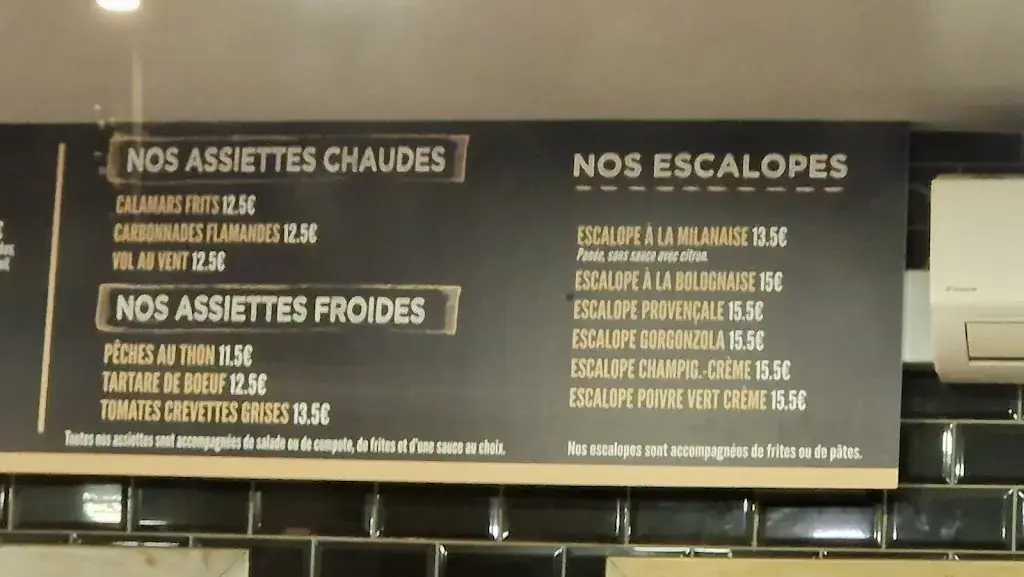 NOS ASSIETTES CHAUDES
CALAMARS FRITS 12.5€
CARBONNADES FLAMANDES 12.5€
VOL AU VENT 12.5€
NOS ASSIETTES FROIDES
PÊCHES AU THON 11.5€
TARTARE DE BOEUF 12.5€
TOMATES CREVETTES GRISES 13.5€
Toutes nos assiettes sont accompagnées de salade ou de compote, de frites et d'une sauce au choix.
NOS ESCALOPES
ESCALOPE À LA MILANAISE 13.5€
Panée, sans sauce avec citron.
ESCALOPE À LA BOLOGNAISE 15€
ESCALOPE PROVENÇALE 15.5€
ESCALOPE GORGONZOLA 15.5€
ESCALOPE CHAMPIG.-CRÈME 15.5€
ESCALOPE POIVRE VERT CRÈME 15.5€
Nos escalopes sont accompagnées de frites ou de pâtes.